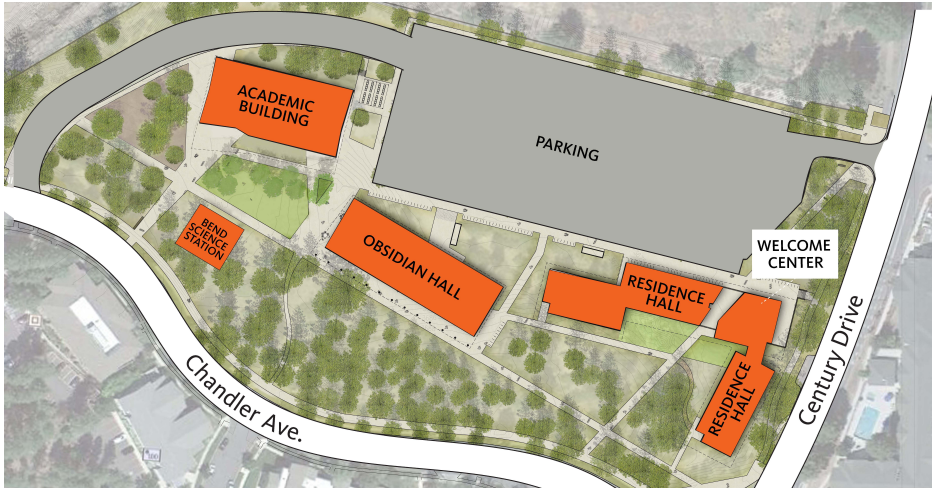 ACADEMIC
BUILDING
PARKING
BEND
SCIENCE
STATION
OBSIDIAN HALL
WELCOME
CENTER
RESIDENCE
HALL
RESIDENCE
HALL
Chandler Ave.
Century Drive